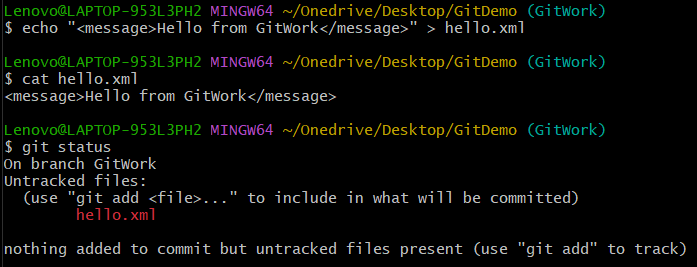 Lenovo@LAPTOP-953L3PH2 MINGW64 ~/Onedrive/Desktop/GitDemo (GitWork)
$ echo "<message>Hello from GitWork</message>" > hello.xml
Lenovo@LAPTOP-953L3PH2 MINGW64 ~/Onedrive/Desktop/GitDemo (GitWork)
$ cat hello.xml
<message>Hello from GitWork</message>
Lenovo@LAPTOP-953L3PH2 MINGW64 ~/Onedrive/Desktop/GitDemo (GitWork)
$ git status
On branch GitWork
Untracked files:
  (use "git add <file>..." to include in what will be committed)
        hello.xml
nothing added to commit but untracked files present (use "git add" to track)